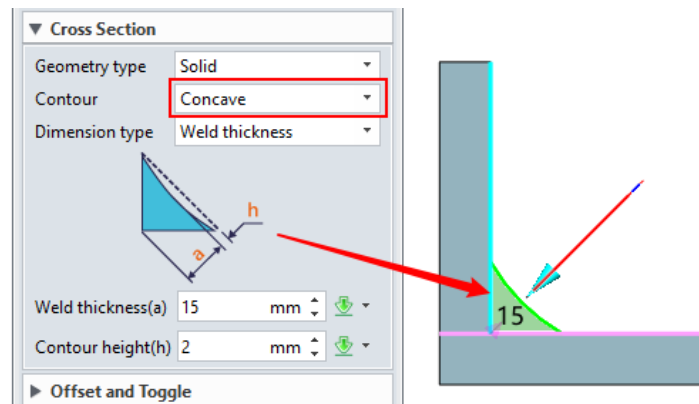 Cross Section
Geometry type Solid
Contour Concave
Dimension type Weld thickness
h
a
Weld thickness(a) 15 mm
Contour height(h) 2 mm
Offset and Toggle
15